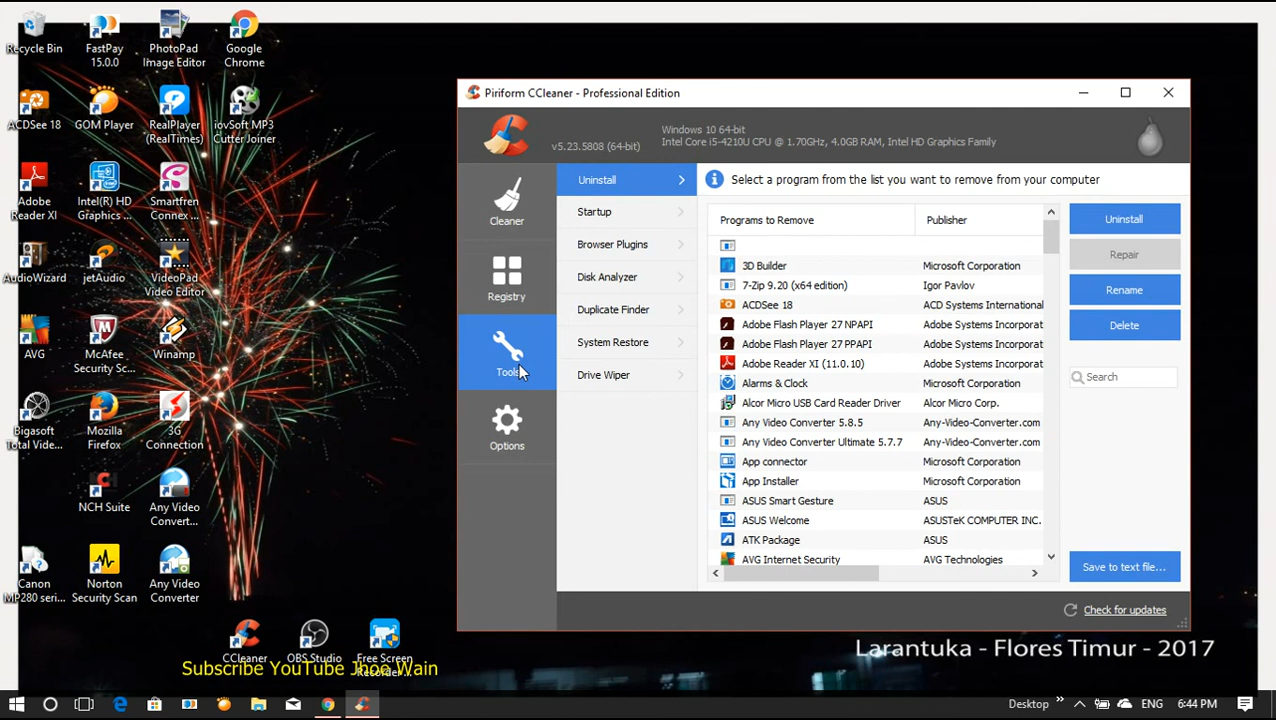 Recycle Bin
FastPay
15.0.0
PhotoPad
Image Editor
Google
Chrome
ACDSee 18
GOM Player
RealPlayer
(RealTimes)
iovSoft MP3
Cutter Joiner
Adobe
Reader XI
Intel(R) HD
Graphics ...
Smartfren
Connex ...
AudioWizard
jetAudio
VideoPad
Video Editor
AVG
McAfee
Security Sc...
Winamp
Bigasoft
Total Vide...
Mozilla
Firefox
3G
Connection
NCH Suite
Any Video
Convert...
Canon
MP280 seri...
Norton
Security Scan
Any Video
Converter
CCleaner
OBS Studio
Free Screen
Recorder...
Subscribe YouTube Jhoo Wain
Piriform CCleaner - Professional Edition
v5.23.5808 (64-bit)
Windows 10 64-bit
Intel Core i5-4210U CPU @ 1.70GHz, 4.0GB RAM, Intel HD Graphics Family
Cleaner
Registry
Tools
Options
Uninstall
Startup
Browser Plugins
Disk Analyzer
Duplicate Finder
System Restore
Drive Wiper
Select a program from the list you want to remove from your computer
Programs to Remove Publisher
3D Builder Microsoft Corporation
7-Zip 9.20 (x64 edition) Igor Pavlov
ACDSee 18 ACD Systems International
Adobe Flash Player 27 NPAPI Adobe Systems Incorporat
Adobe Flash Player 27 PPAPI Adobe Systems Incorporat
Adobe Reader XI (11.0.10) Adobe Systems Incorporat
Alarms & Clock Microsoft Corporation
Alcor Micro USB Card Reader Driver Alcor Micro Corp.
Any Video Converter 5.8.5 Any-Video-Converter.com
Any Video Converter Ultimate 5.7.7 Any-Video-Converter.com
App connector Microsoft Corporation
App Installer Microsoft Corporation
ASUS Smart Gesture ASUS
ASUS Welcome ASUSTeK COMPUTER INC.
ATK Package ASUS
AVG Internet Security AVG Technologies
Uninstall
Repair
Rename
Delete
Search
Save to text file...
Check for updates
Larantuka - Flores Timur - 2017
Desktop
ENG
6:44 PM